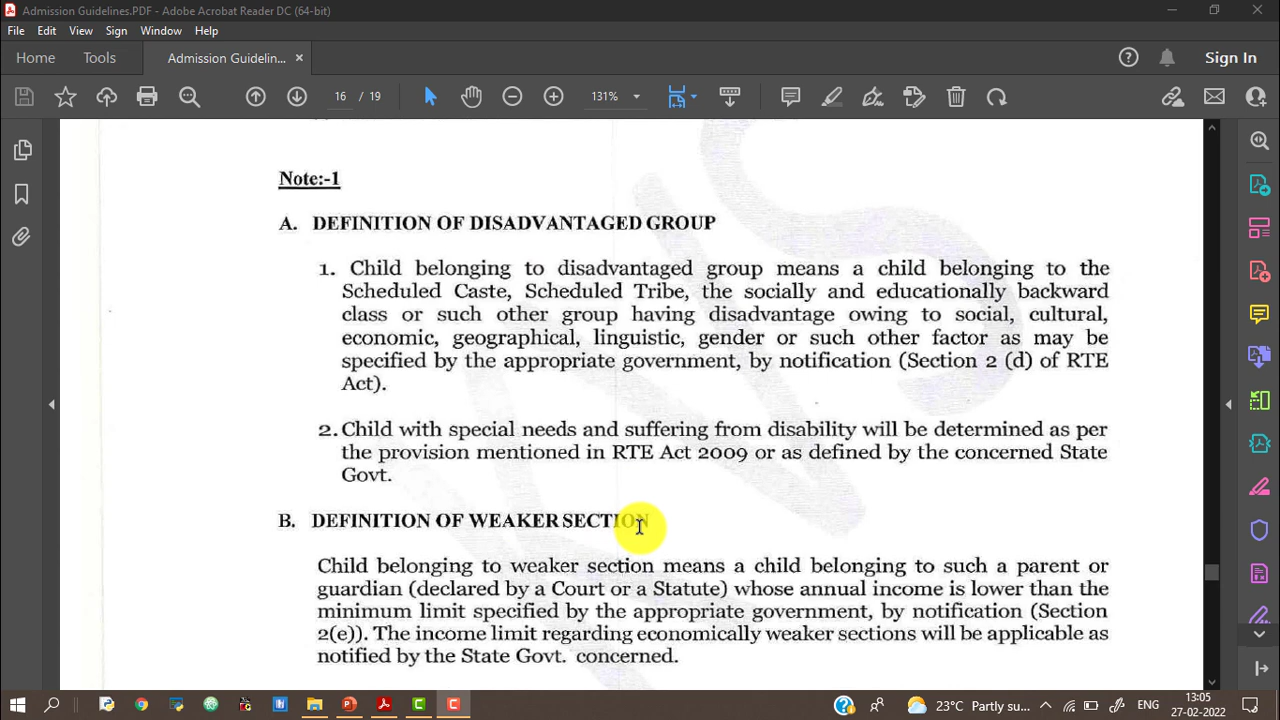 Admission Guidelines.PDF - Adobe Acrobat Reader DC (64-bit)
File Edit View Sign Window Help
Home Tools Admission Guidelin... × Sign In
16 / 19 131%
Note:-1
A. DEFINITION OF DISADVANTAGED GROUP
1. Child belonging to disadvantaged group means a child belonging to the
Scheduled Caste, Scheduled Tribe, the socially and educationally backward
class or such other group having disadvantage owing to social, cultural,
economic, geographical, linguistic, gender or such other factor as may be
specified by the appropriate government, by notification (Section 2 (d) of RTE
Act).
2. Child with special needs and suffering from disability will be determined as per
the provision mentioned in RTE Act 2009 or as defined by the concerned State
Govt.
B. DEFINITION OF WEAKER SECTION
Child belonging to weaker section means a child belonging to such a parent or
guardian (declared by a Court or a Statute) whose annual income is lower than the
minimum limit specified by the appropriate government, by notification (Section
2(e)). The income limit regarding economically weaker sections will be applicable as
notified by the State Govt. concerned.
23°C Partly su... ENG 13:05
27-02-2022